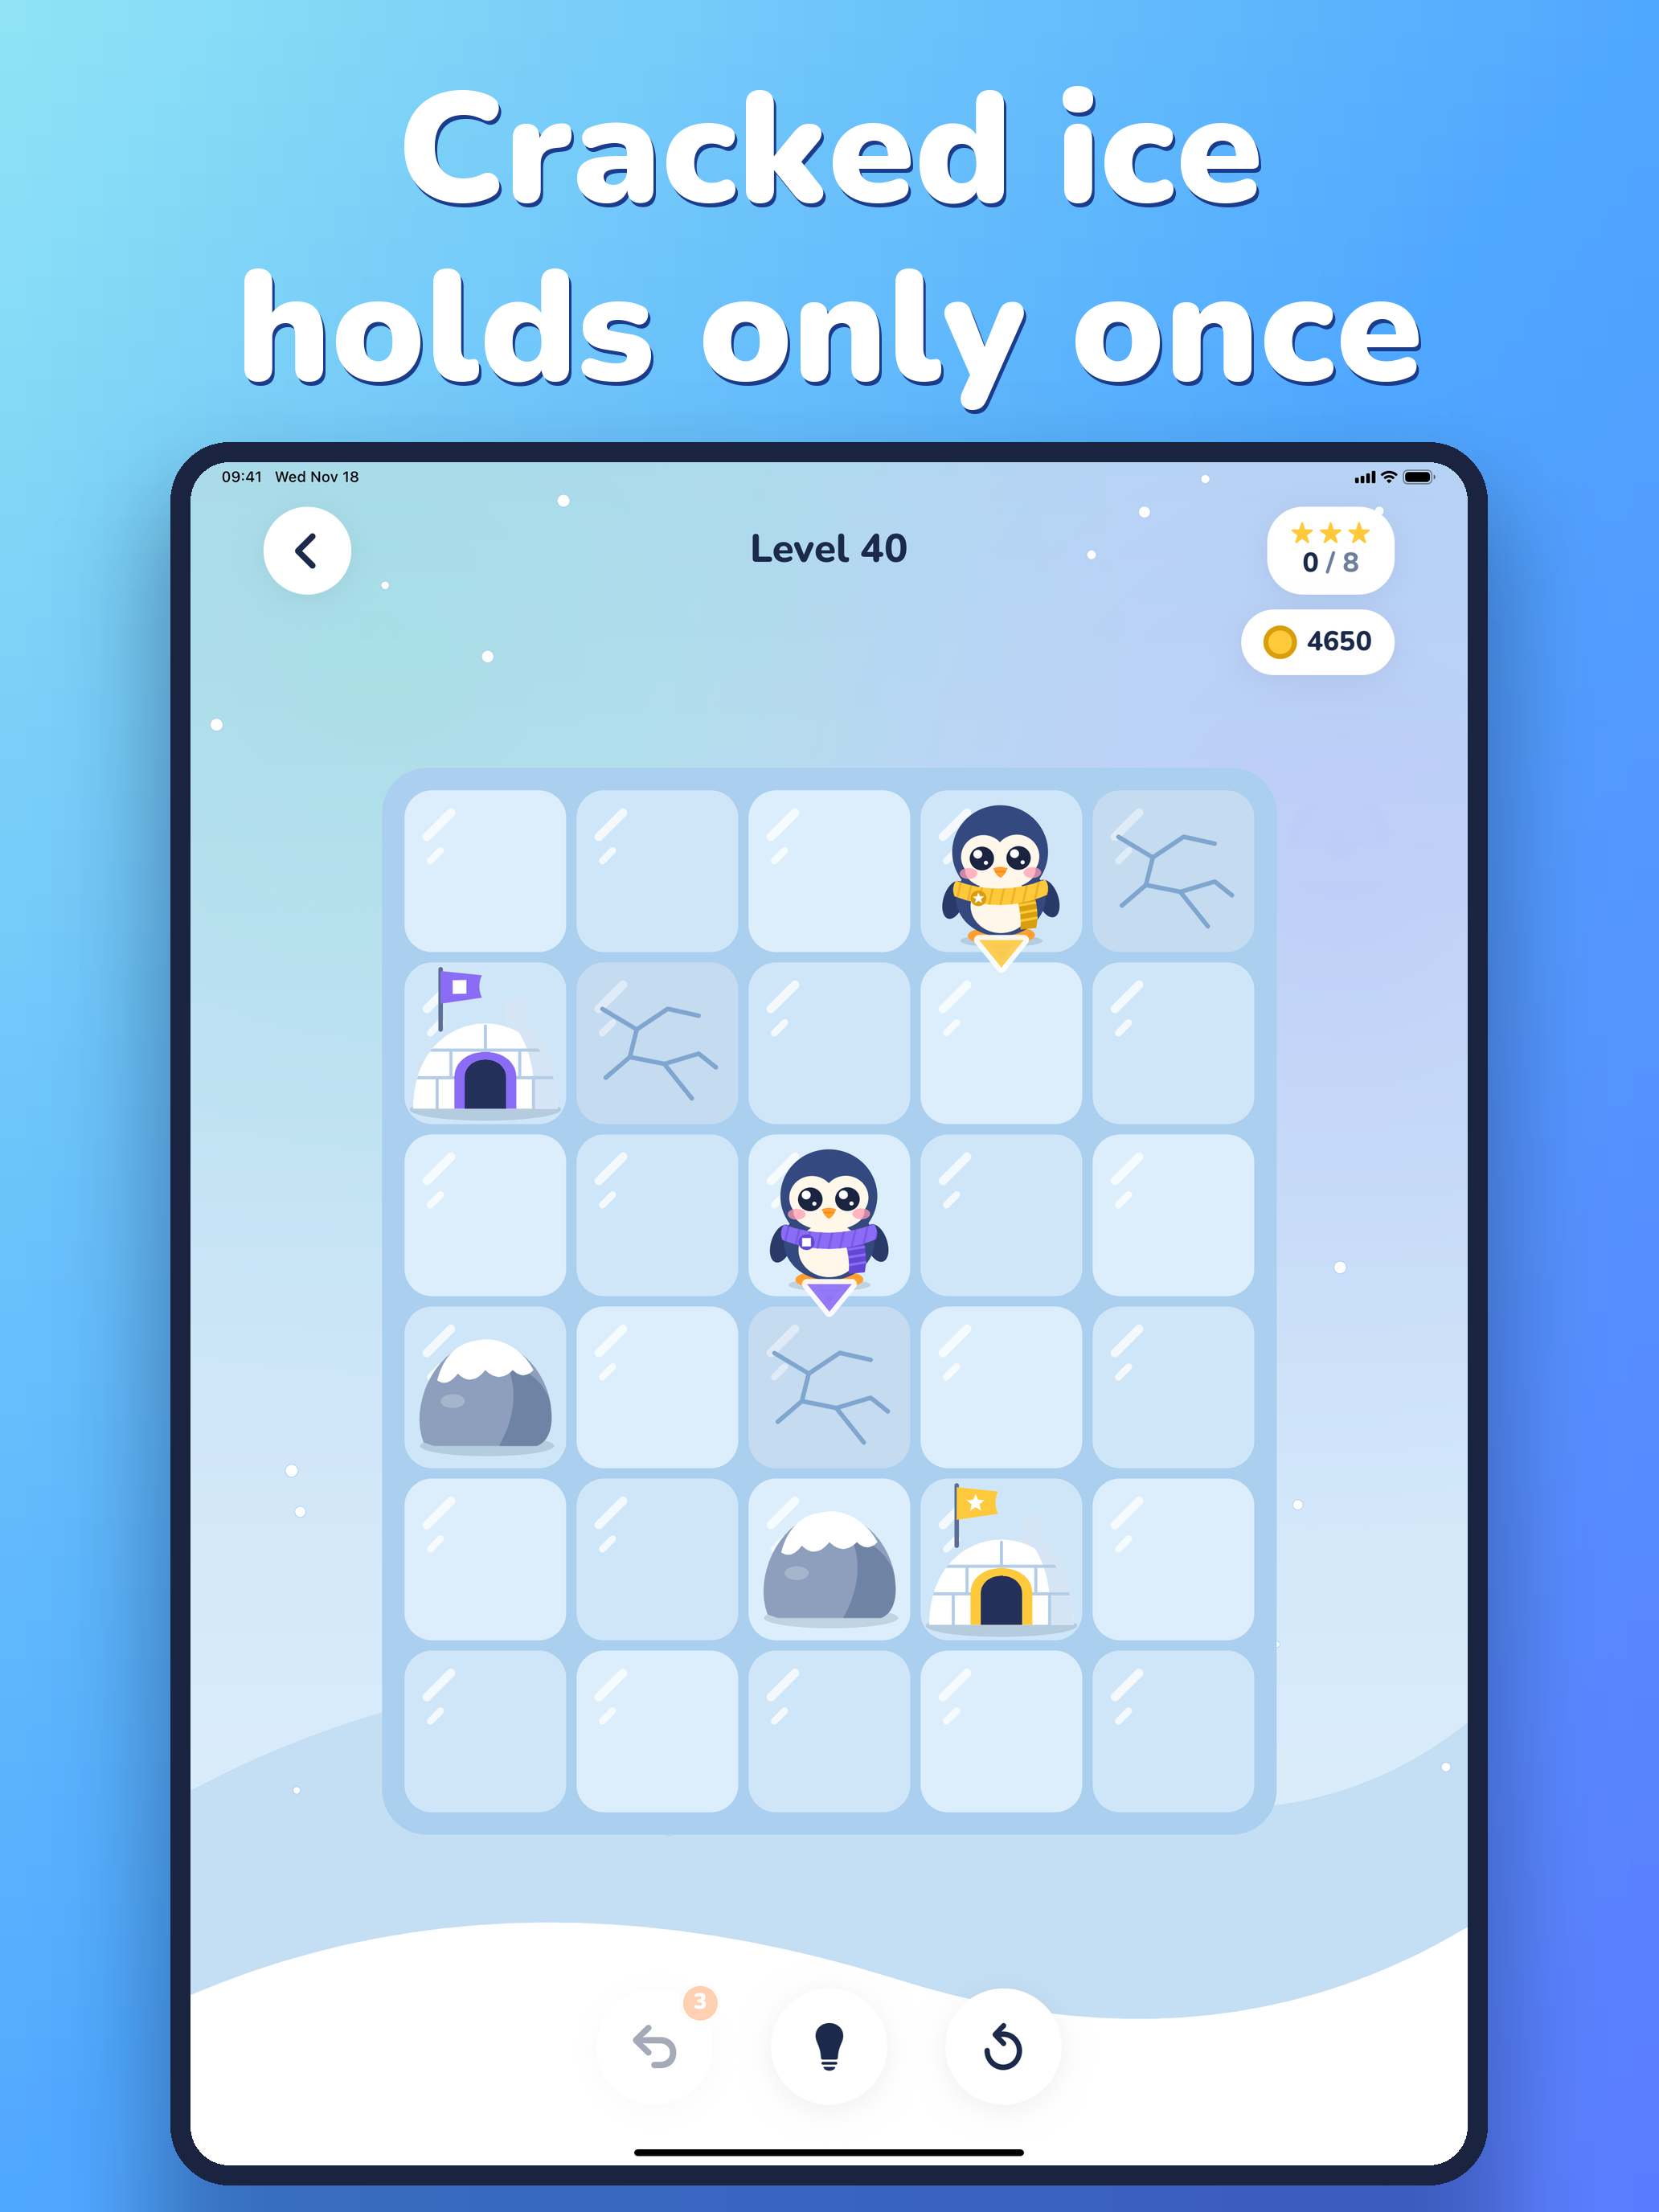 Cracked ice
holds only once
09:41 Wed Nov 18
Level 40
0 / 8
4650
3